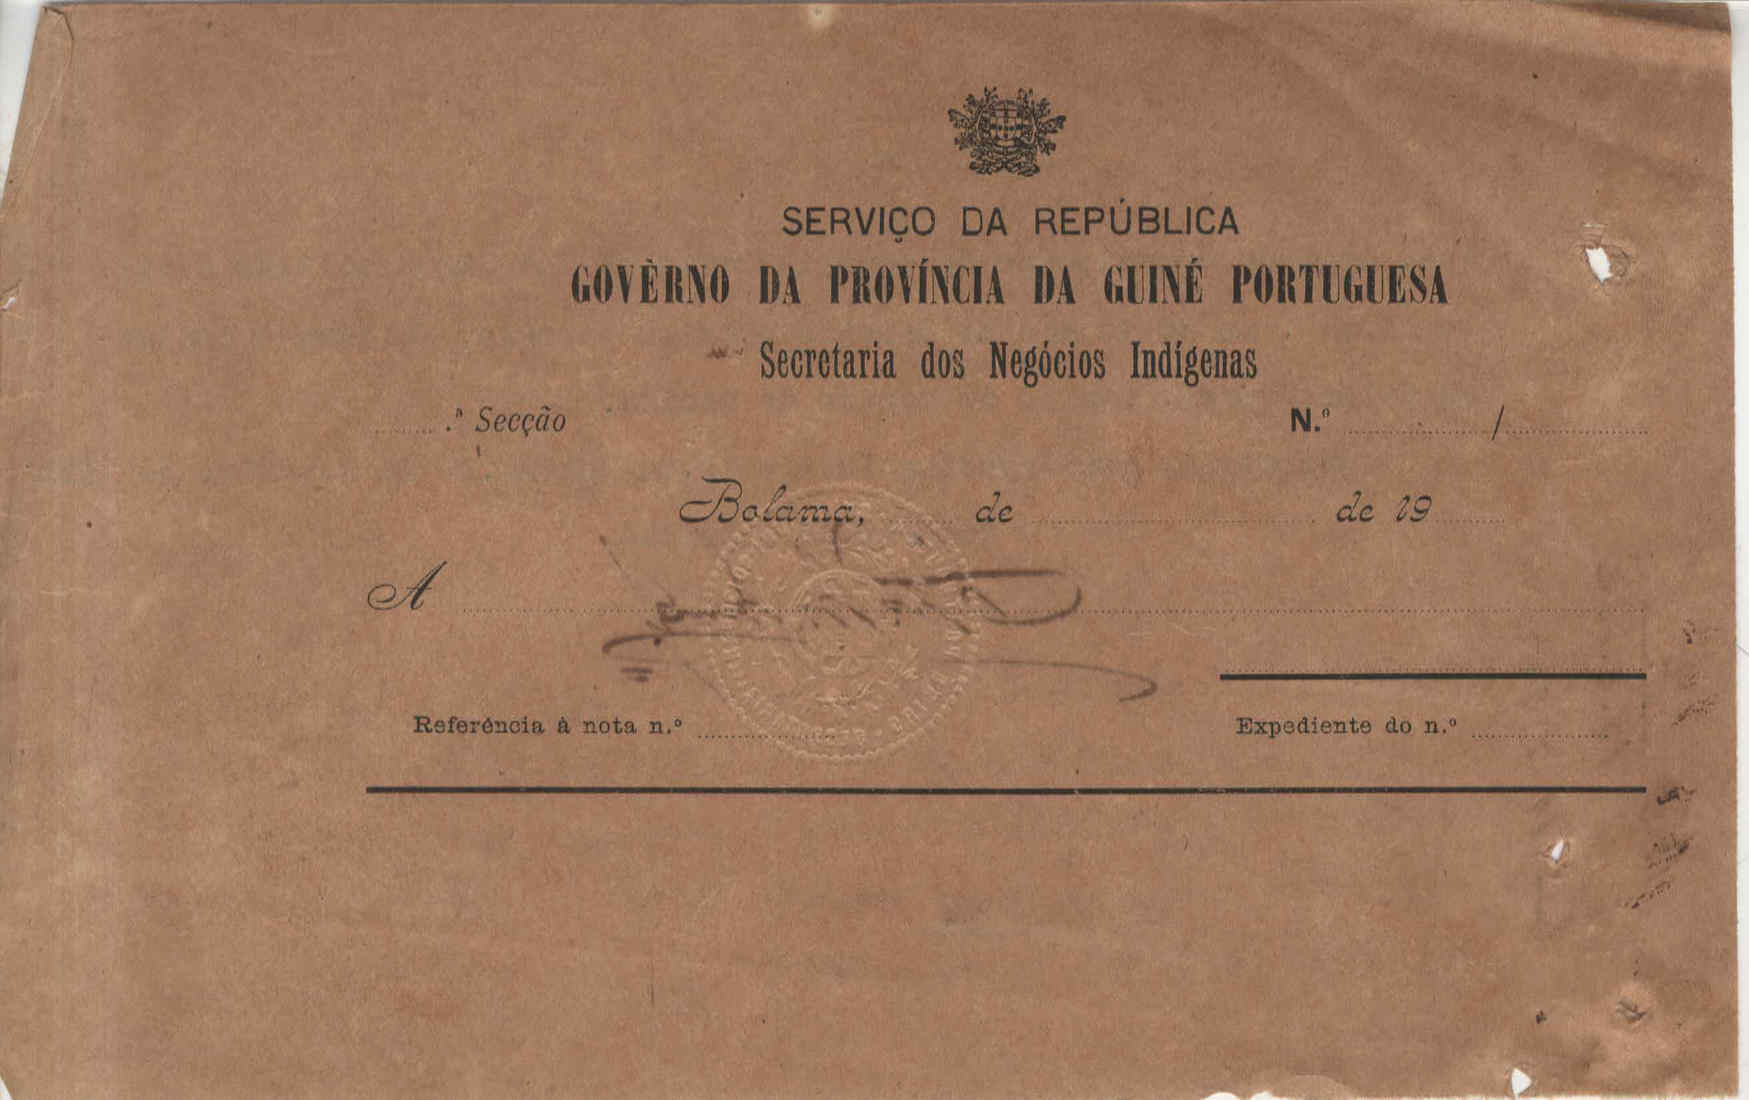 SERVIÇO DA REPÚBLICA
GOVÈRNO DA PROVÍNCIA DA GUINÉ PORTUGUESA
Secretaria dos Negócios Indígenas
.ª Secção N.º /
Bolama, de de 19
A
Referência à nota n.º Expediente do n.º